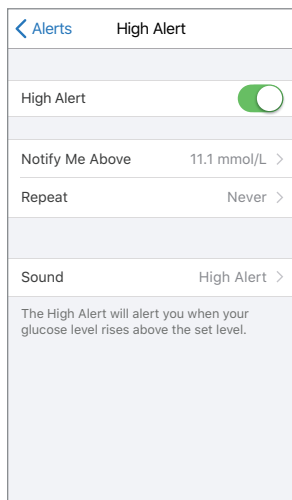 Alerts High Alert
High Alert
Notify Me Above 11.1 mmol/L
Repeat Never
Sound High Alert
The High Alert will alert you when your
glucose level rises above the set level.